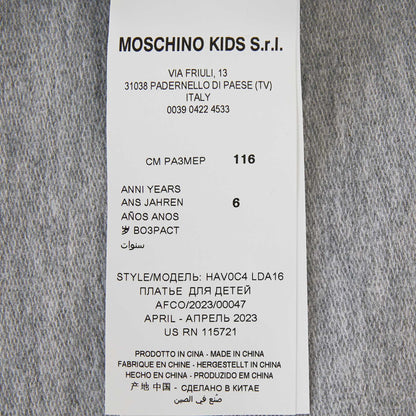 MOSCHINO KIDS S.r.l.
VIA FRIULI, 13
31038 PADERNELLO DI PAESE (TV)
ITALY
0039 0422 4533
CM РАЗМЕР 116
ANNI YEARS
ANS JAHREN 6
AÑOS ANOS
岁 ВОЗРАСТ
سنوات
STYLE/МОДЕЛЬ: HAV0C4 LDA16
ПЛАТЬЕ ДЛЯ ДЕТЕЙ
AFCO/2023/00047
APRIL - АПРЕЛЬ 2023
US RN 115721
PRODOTTO IN CINA - MADE IN CHINA
FABRIQUE EN CHINE - HERGESTELLT IN CHINA
HECHO EN CHINA - PRODUZIDO EM CHINA
产 地 中 国 - СДЕЛАНО В КИТАЕ
صنع في الصين